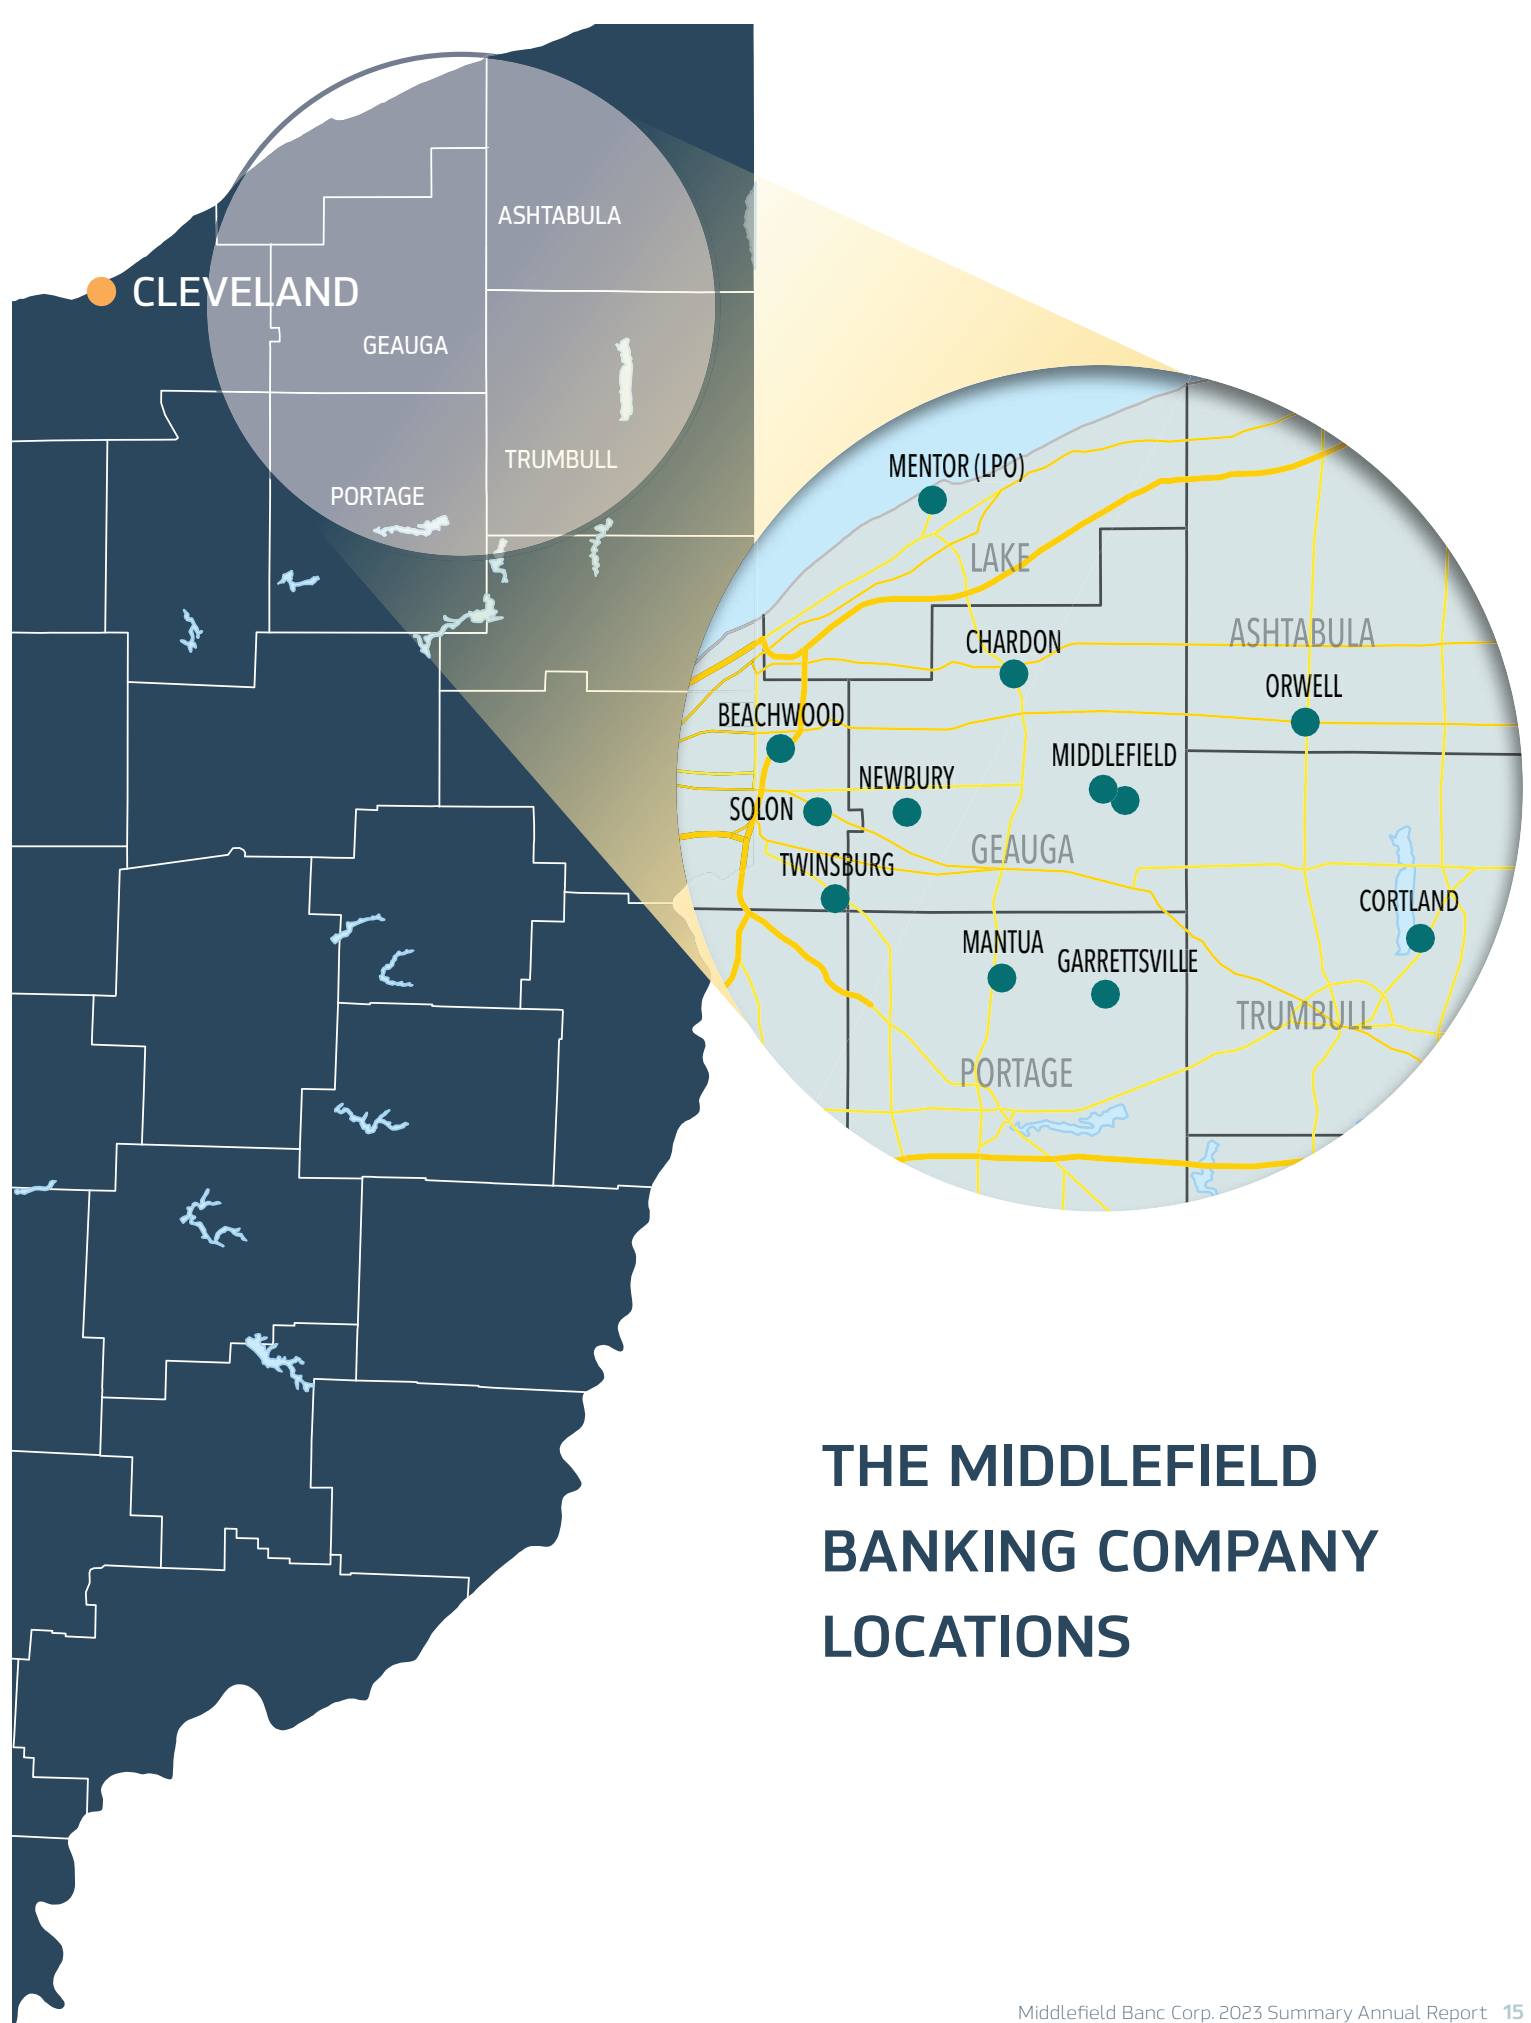 ASHTABULA
CLEVELAND
GEAUGA
TRUMBULL
PORTAGE
MENTOR (LPO)
LAKE
CHARDON
ASHTABULA
ORWELL
BEACHWOOD
MIDDLEFIELD
NEWBURY
SOLON
GEAUGA
TWINSBURG
CORTLAND
MANTUA
GARRETTSVILLE
TRUMBULL
PORTAGE
THE MIDDLEFIELD
BANKING COMPANY
LOCATIONS
Middlefield Banc Corp. 2023 Summary Annual Report 15